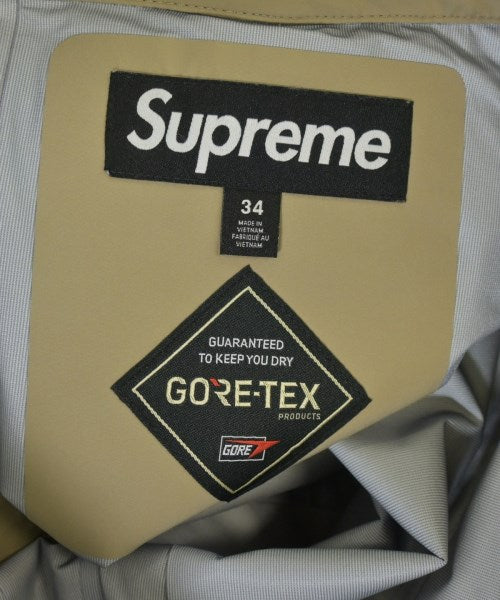 Supreme
34
MADE IN
VIETNAM
FABRIQUÉ AU
VIETNAM
GUARANTEED
TO KEEP YOU DRY
GORE-TEX
PRODUCTS
GORE